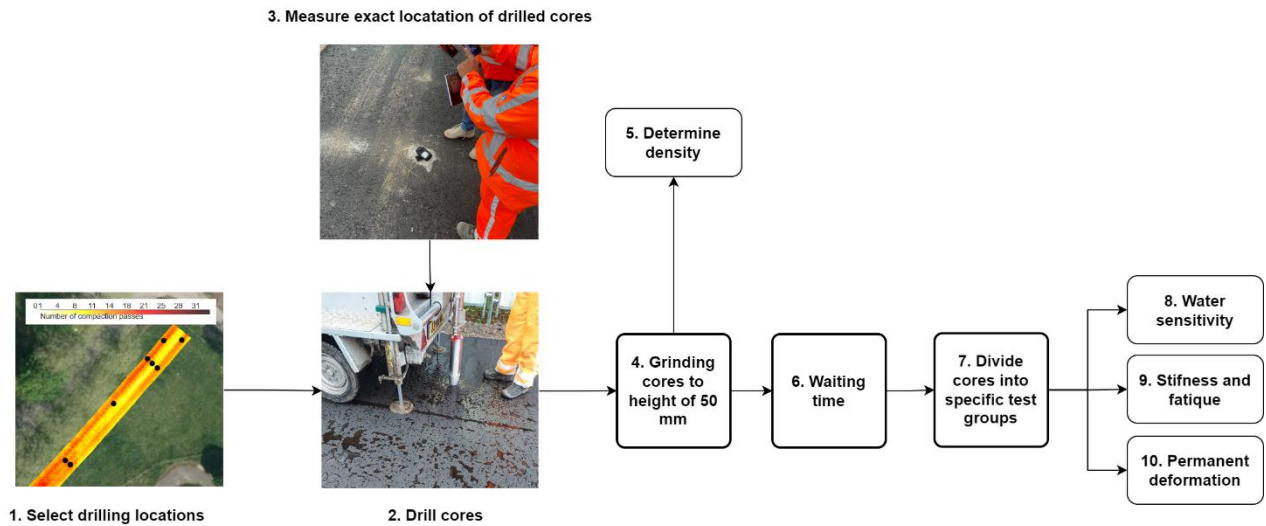 3. Measure exact locatation of drilled cores
5. Determine
density
01 4 8 11 14 18 21 25 28 31
Number of compaction passes
4. Grinding
cores to
height of 50
mm
6. Waiting
time
7. Divide
cores into
specific test
groups
8. Water
sensitivity
9. Stifness and
fatique
10. Permanent
deformation
1. Select drilling locations
2. Drill cores